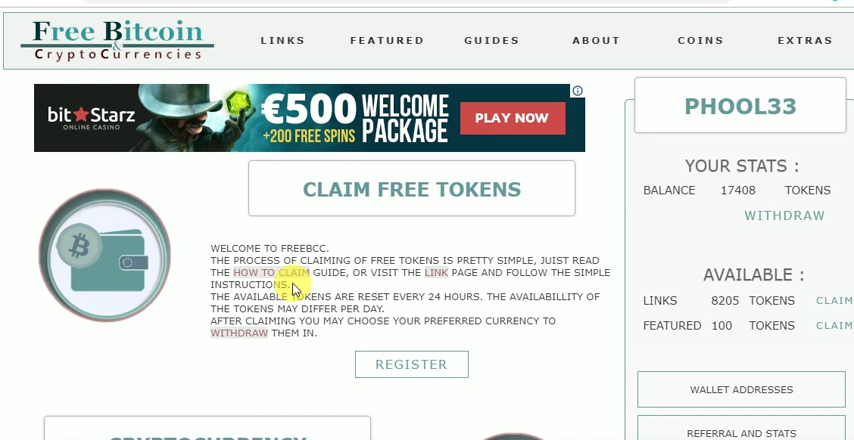 Free Bitcoin
&
CryptoCurrencies
LINKS FEATURED GUIDES ABOUT COINS EXTRAS
bit★Starz
ONLINE CASINO
€500 WELCOME
+200 FREE SPINS PACKAGE
PLAY NOW
CLAIM FREE TOKENS
WELCOME TO FREEBCC.
THE PROCESS OF CLAIMING OF FREE TOKENS IS PRETTY SIMPLE, JUIST READ
THE HOW TO CLAIM GUIDE, OR VISIT THE LINK PAGE AND FOLLOW THE SIMPLE
INSTRUCTIONS.
THE AVAILABLE TOKENS ARE RESET EVERY 24 HOURS. THE AVAILABILLITY OF
THE TOKENS MAY DIFFER PER DAY.
AFTER CLAIMING YOU MAY CHOOSE YOUR PREFERRED CURRENCY TO
WITHDRAW THEM IN.
REGISTER
PHOOL33
YOUR STATS :
BALANCE 17408 TOKENS
WITHDRAW
AVAILABLE :
LINKS 8205 TOKENS CLAIM
FEATURED 100 TOKENS CLAIM
WALLET ADDRESSES
REFERRAL AND STATS
CRYPTOCURRENCY